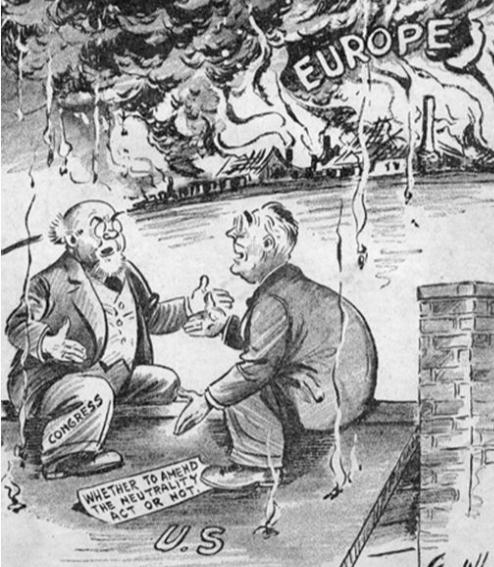 EUROPE
CONGRESS
WHETHER TO AMEND
THE NEUTRALITY
ACT OR NOT.
U.S